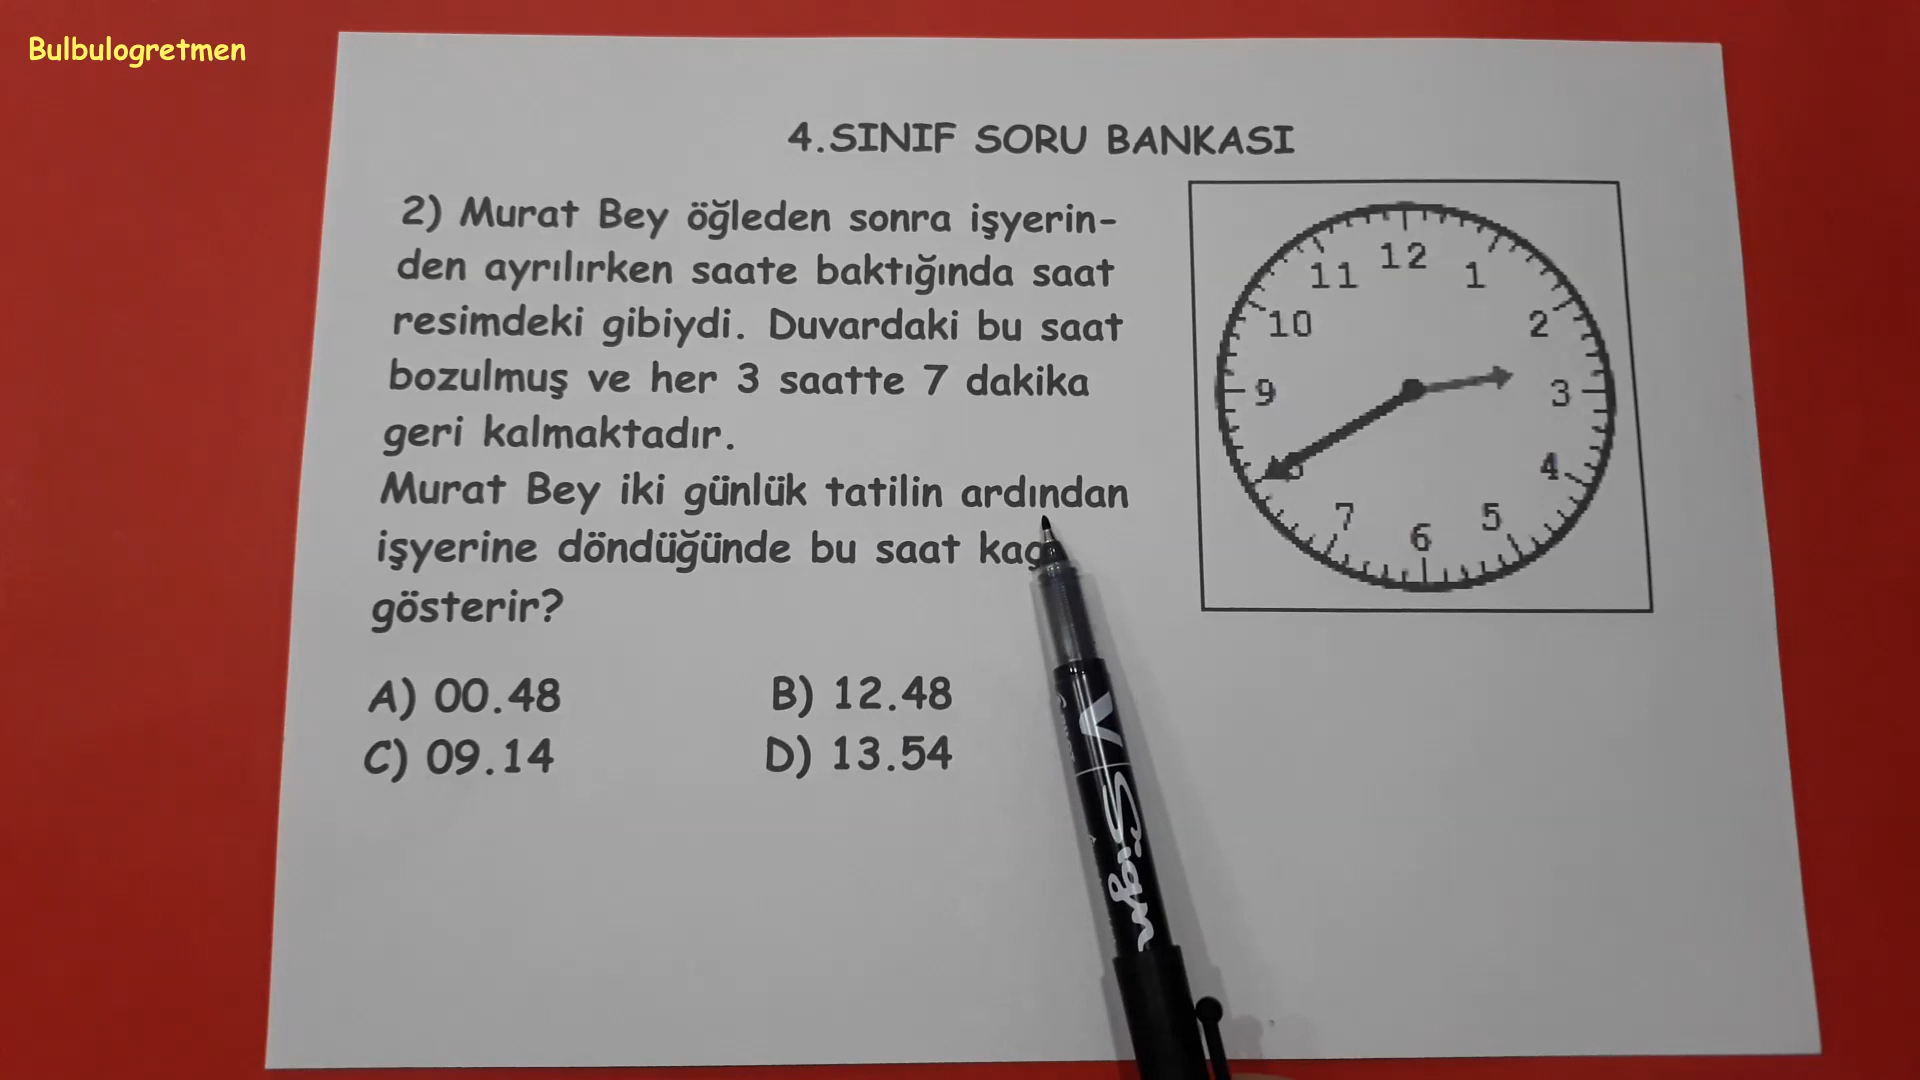 Bulbulogretmen
4.SINIF SORU BANKASI
2) Murat Bey öğleden sonra işyerin-
den ayrılırken saate baktığında saat
resimdeki gibiydi. Duvardaki bu saat
bozulmuş ve her 3 saatte 7 dakika
geri kalmaktadır.
Murat Bey iki günlük tatilin ardından
işyerine döndüğünde bu saat kaçı
gösterir?
A) 00.48
B) 12.48
C) 09.14
D) 13.54
12
11
1
10
2
9
3
4
7
5
6
V Sign